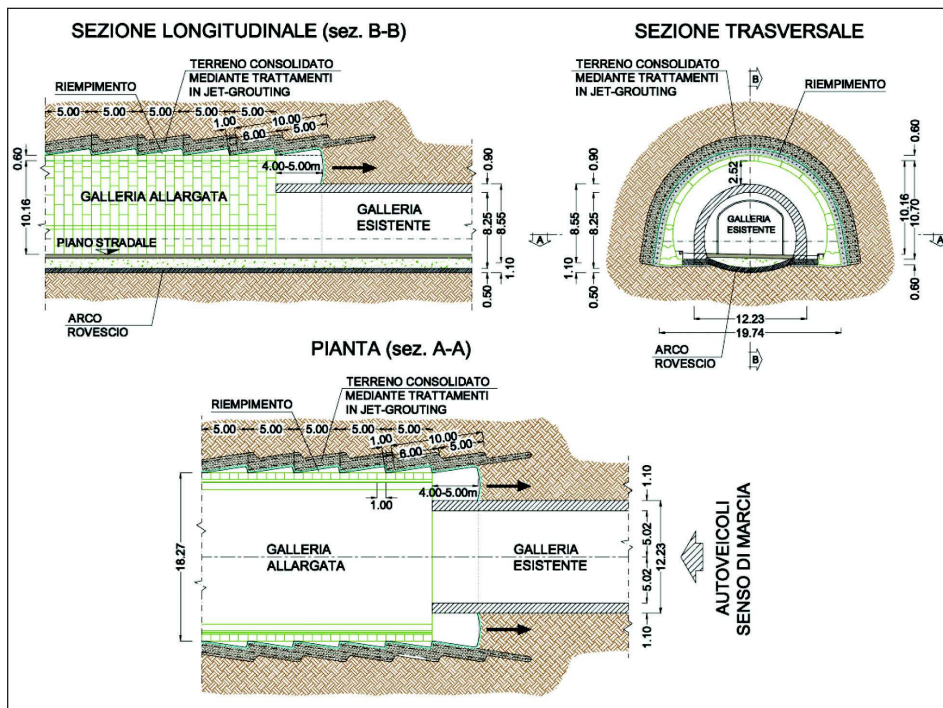 SEZIONE LONGITUDINALE (sez. B-B)
TERRENO CONSOLIDATO
MEDIANTE TRATTAMENTI
IN JET-GROUTING
RIEMPIMENTO
5.00 5.00 5.00 5.00 5.00
1.00 10.00
6.00 5.00
0.60
4.00-5.00m
0.90
GALLERIA ALLARGATA
10.16
GALLERIA
ESISTENTE
8.25
8.55
PIANO STRADALE
1.10
0.50
ARCO
ROVESCIO
SEZIONE TRASVERSALE
TERRENO CONSOLIDATO
MEDIANTE TRATTAMENTI
IN JET-GROUTING
B
RIEMPIMENTO
0.60
0.90
2.52
GALLERIA
ESISTENTE
8.55
8.25
10.16
10.70
A
A
A
1.10
0.50
0.60
12.23
19.74
ARCO
ROVESCIO
B
PIANTA (sez. A-A)
TERRENO CONSOLIDATO
MEDIANTE TRATTAMENTI
IN JET-GROUTING
RIEMPIMENTO
5.00 5.00 5.00 5.00 5.00
1.00 10.00
6.00 5.00
4.00-5.00m
1.00
1.10
18.27
GALLERIA
ALLARGATA
GALLERIA
ESISTENTE
5.02
5.02
12.23
1.10
AUTOVEICOLI
SENSO DI MARCIA